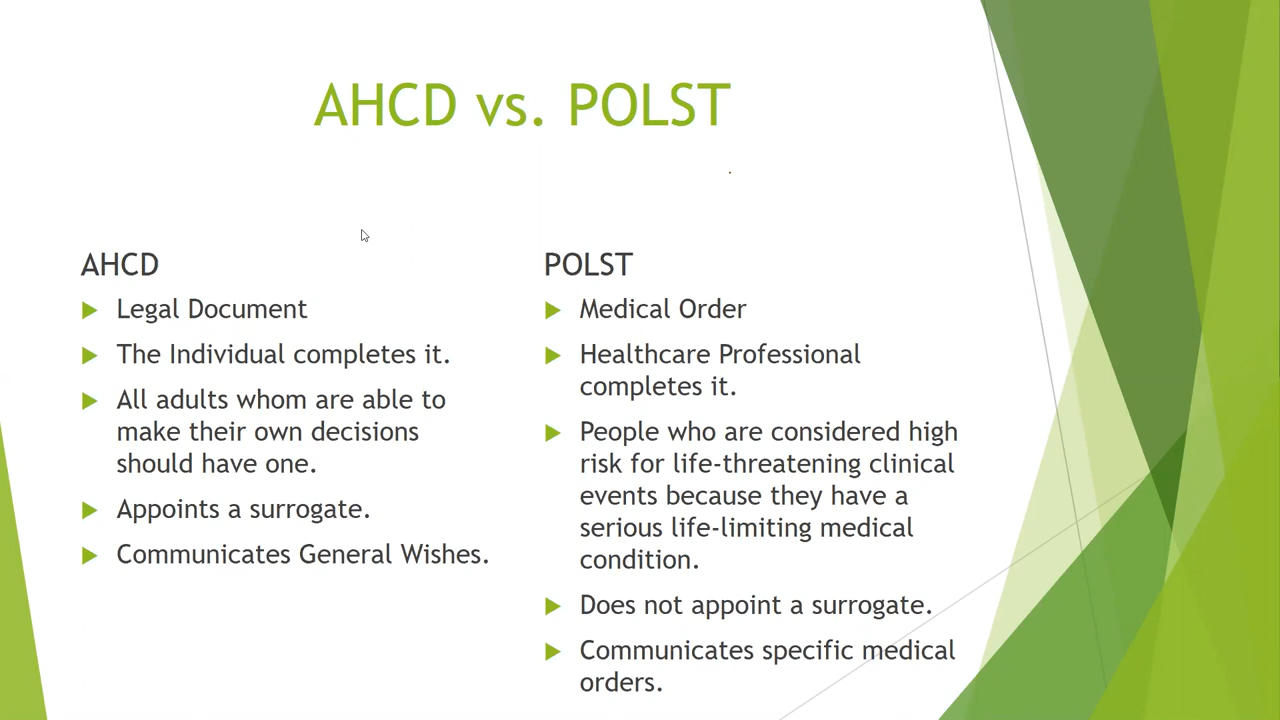 AHCD vs. POLST
AHCD
Legal Document
The Individual completes it.
All adults whom are able to
make their own decisions
should have one.
Appoints a surrogate.
Communicates General Wishes.
POLST
Medical Order
Healthcare Professional
completes it.
People who are considered high
risk for life-threatening clinical
events because they have a
serious life-limiting medical
condition.
Does not appoint a surrogate.
Communicates specific medical
orders.